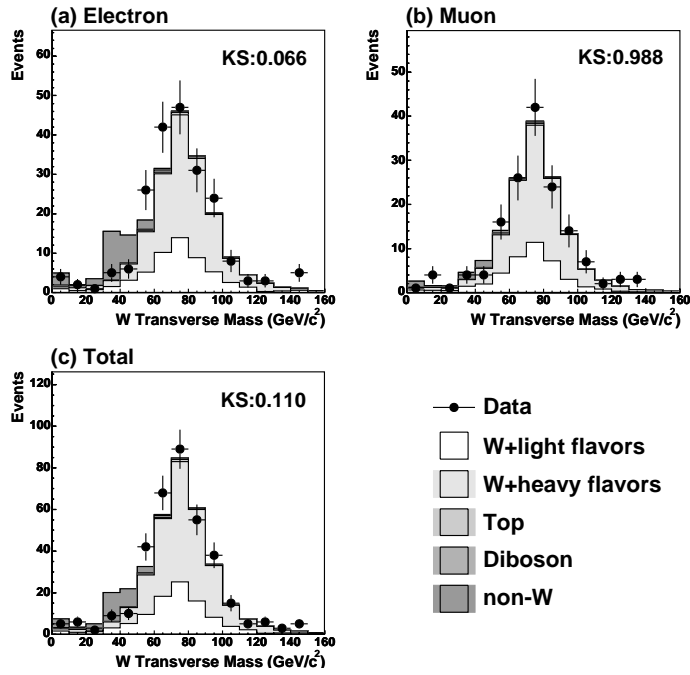 (a) Electron
Events
KS:0.066
60
50
40
30
20
10
0
0 20 40 60 80 100 120 140 160
W Transverse Mass (GeV/c²)
(b) Muon
Events
KS:0.988
50
40
30
20
10
0
0 20 40 60 80 100 120 140 160
W Transverse Mass (GeV/c²)
(c) Total
Events
KS:0.110
120
100
80
60
40
20
0
0 20 40 60 80 100 120 140 160
W Transverse Mass (GeV/c²)
Data
W+light flavors
W+heavy flavors
Top
Diboson
non-W